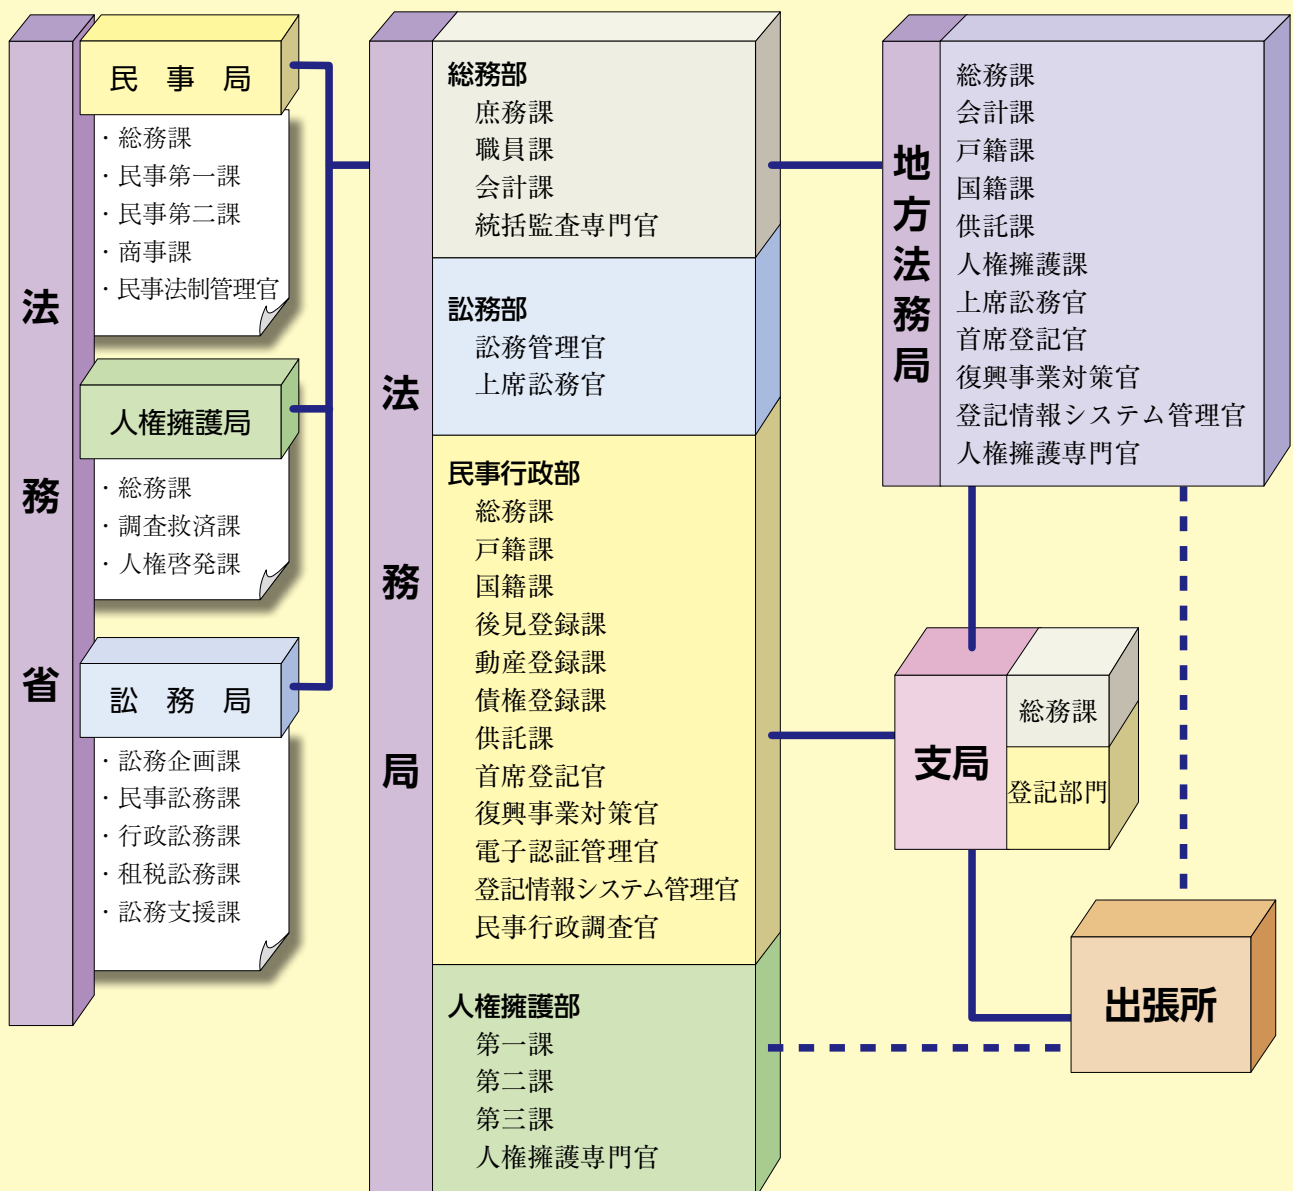 法務省
民事局
・総務課
・民事第一課
・民事第二課
・商事課
・民事法制管理官
人権擁護局
・総務課
・調査救済課
・人権啓発課
訟務局
・訟務企画課
・民事訟務課
・行政訟務課
・租税訟務課
・訟務支援課
法務局
総務部
庶務課
職員課
会計課
統括監査専門官
訟務部
訟務管理官
上席訟務官
民事行政部
総務課
戸籍課
国籍課
後見登録課
動産登録課
債権登録課
供託課
首席登記官
復興事業対策官
電子認証管理官
登記情報システム管理官
民事行政調査官
人権擁護部
第一課
第二課
第三課
人権擁護専門官
地方法務局
総務課
会計課
戸籍課
国籍課
供託課
人権擁護課
上席訟務官
首席登記官
復興事業対策官
登記情報システム管理官
人権擁護専門官
支局
総務課
登記部門
出張所